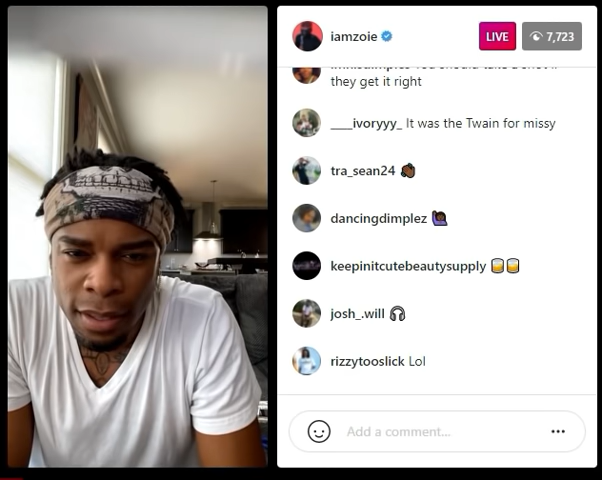 iamzoie
LIVE
7,723
they get it right
___ivoryyy_ It was the Twain for missy
tra_sean24
dancingdimplez
keepinitcutebeautysupply
josh_.will
rizzytooslick Lol
Add a comment...